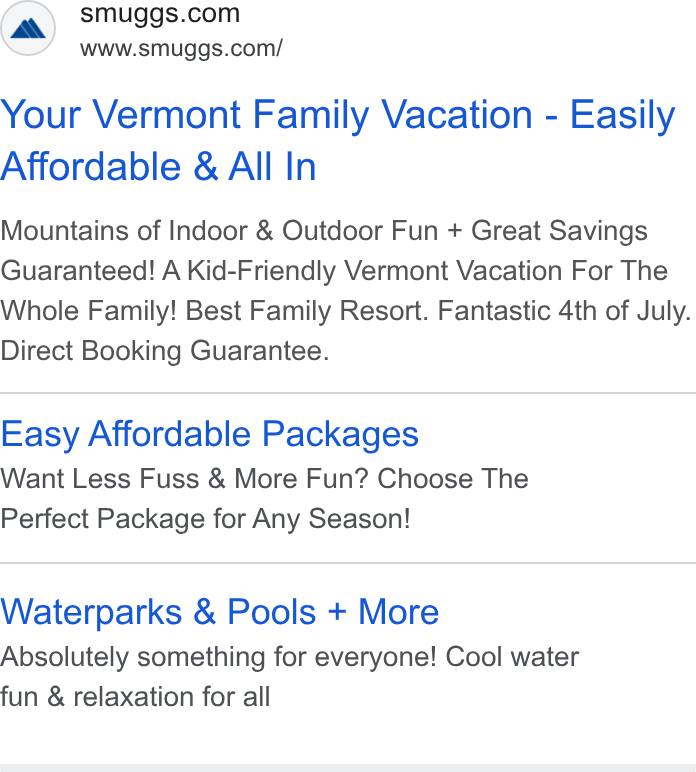 smuggs.com
www.smuggs.com/
Your Vermont Family Vacation - Easily
Affordable & All In
Mountains of Indoor & Outdoor Fun + Great Savings
Guaranteed! A Kid-Friendly Vermont Vacation For The
Whole Family! Best Family Resort. Fantastic 4th of July.
Direct Booking Guarantee.
Easy Affordable Packages
Want Less Fuss & More Fun? Choose The
Perfect Package for Any Season!
Waterparks & Pools + More
Absolutely something for everyone! Cool water
fun & relaxation for all